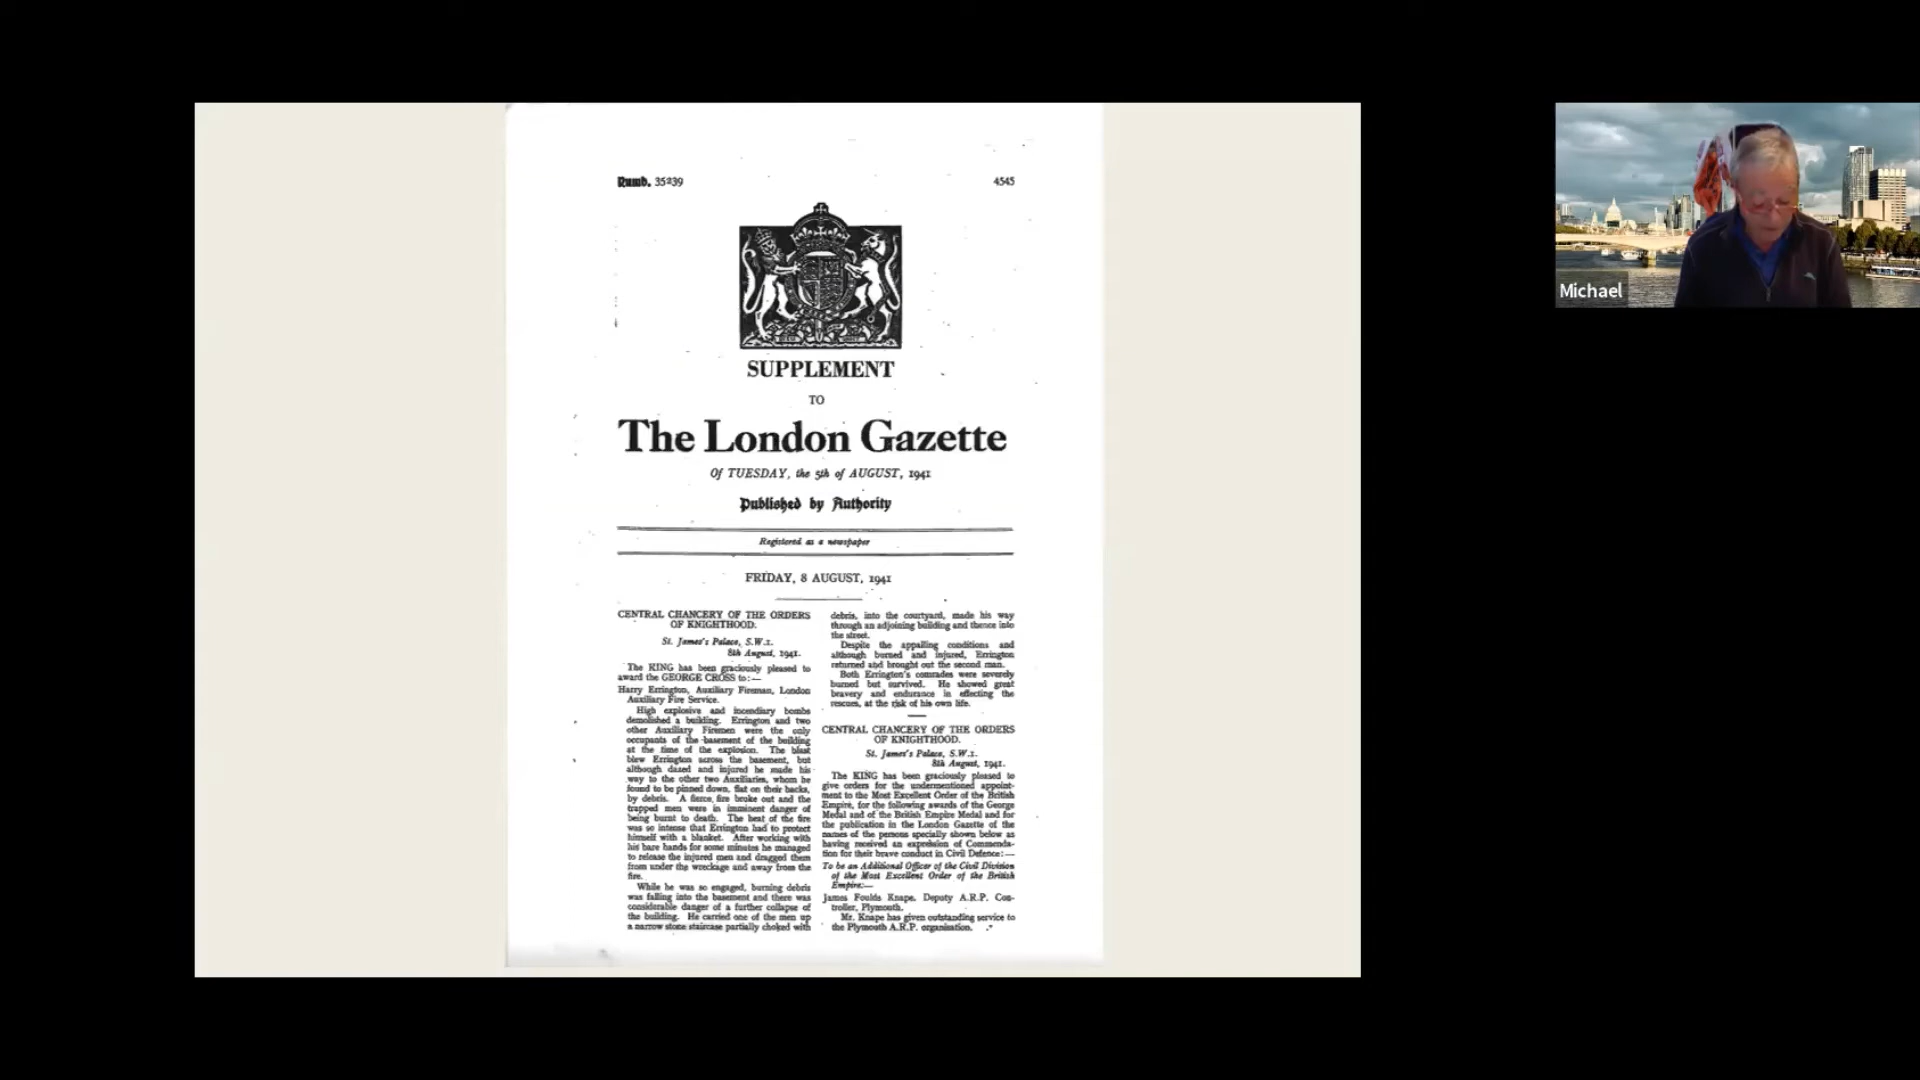 Numb. 35239
4545
SUPPLEMENT
TO
The London Gazette
Of TUESDAY, the 5th of AUGUST, 1941
Published by Authority
Registered as a newspaper
FRIDAY, 8 AUGUST, 1941
CENTRAL CHANCERY OF THE ORDERS
OF KNIGHTHOOD.
St. James's Palace, S.W.1.
8th August, 1941.
The KING has been graciously pleased to
award the GEORGE CROSS to:—
Harry Errington, Auxiliary Fireman, London
Auxiliary Fire Service.
High explosive and incendiary bombs
demolished a building. Errington and two
other Auxiliary Firemen were the only
occupants of the basement of the building
at the time of the explosion. The blast
blew Errington across the basement, but
although dazed and injured he made his
way to the other two Auxiliaries, whom he
found to be pinned down, flat on their backs,
by debris. A fierce fire broke out and the
trapped men were in imminent danger of
being burnt to death. The heat of the fire
was so intense that Errington had to protect
himself with a blanket. After working with
his bare hands for some minutes he managed
to release the injured men and dragged them
from under the wreckage and away from the
fire.
While he was so engaged, burning debris
was falling into the basement and there was
considerable danger of a further collapse of
the building. He carried one of the men up
a narrow stone staircase partially choked with
debris, into the courtyard, made his way
through an adjoining building and thence into
the street.
Despite the appalling conditions and
although burned and injured, Errington
returned and brought out the second man.
Both Errington's comrades were severely
burned but survived. He showed great
bravery and endurance in effecting the
rescues, at the risk of his own life.
CENTRAL CHANCERY OF THE ORDERS
OF KNIGHTHOOD.
St. James's Palace, S.W.1.
8th August, 1941.
The KING has been graciously pleased to
give orders for the undermentioned appoint-
ment to the Most Excellent Order of the British
Empire, for the following awards of the George
Medal and of the British Empire Medal and for
the publication in the London Gazette of the
names of the persons specially shown below as
having received an expression of Commenda-
tion for their brave conduct in Civil Defence:—
To be an Additional Officer of the Civil Division
of the Most Excellent Order of the British
Empire:—
James Foulds Knape, Deputy A.R.P. Con-
troller, Plymouth.
Mr. Knape has given outstanding service to
the Plymouth A.R.P. organisation.
Michael